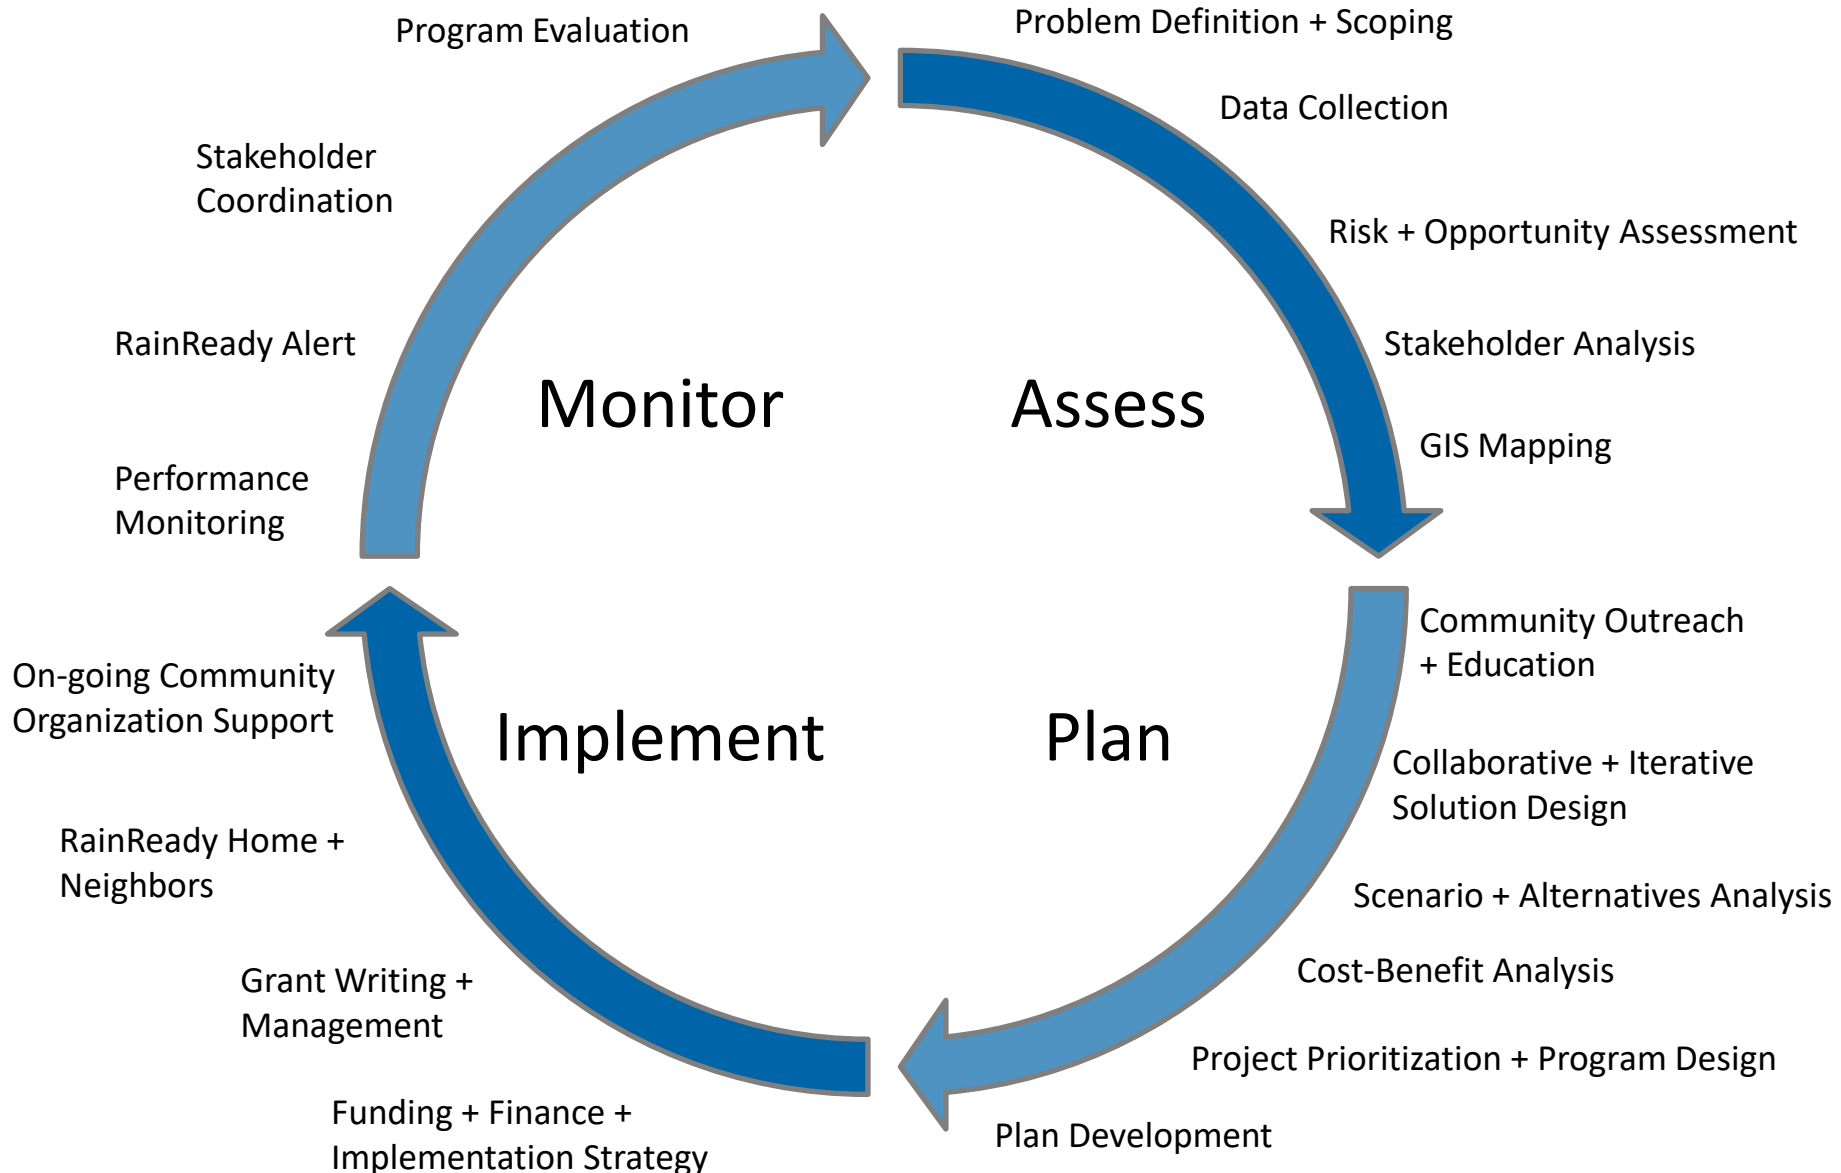 Program Evaluation
Problem Definition + Scoping
Data Collection
Stakeholder
Coordination
Risk + Opportunity Assessment
RainReady Alert
Stakeholder Analysis
Monitor
Assess
GIS Mapping
Performance
Monitoring
Community Outreach
+ Education
On-going Community
Organization Support
Implement
Plan
Collaborative + Iterative
Solution Design
RainReady Home +
Neighbors
Scenario + Alternatives Analysis
Cost-Benefit Analysis
Grant Writing +
Management
Project Prioritization + Program Design
Funding + Finance +
Implementation Strategy
Plan Development